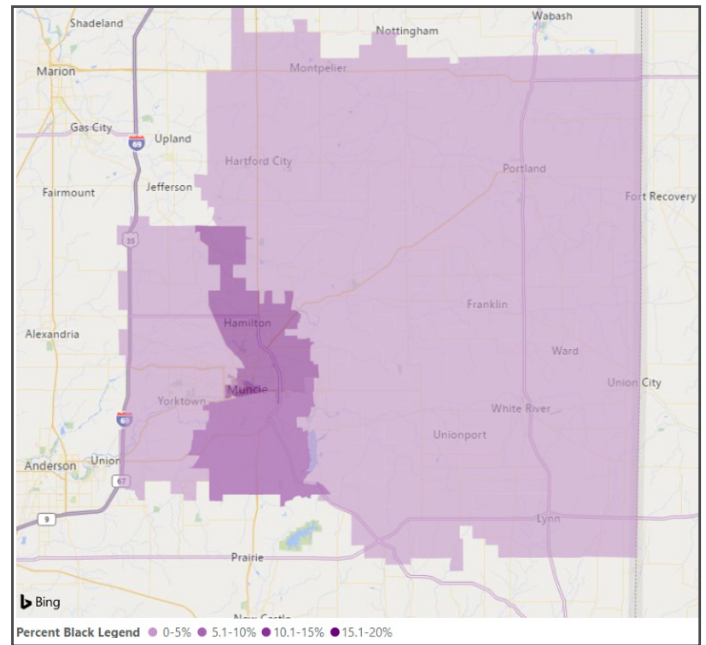 Wabash
Shadeland
Nottingham
Marion
Montpelier
Gas City
69
Upland
Hartford City
Portland
Jefferson
Fairmount
Fort Recovery
35
Franklin
Hamilton
Alexandria
Ward
Union City
Muncie
Yorktown
White River
Unionport
Union
Anderson
67
9
Lynn
Prairie
Bing
New Castle
Percent Black Legend 0-5% 5.1-10% 10.1-15% 15.1-20%